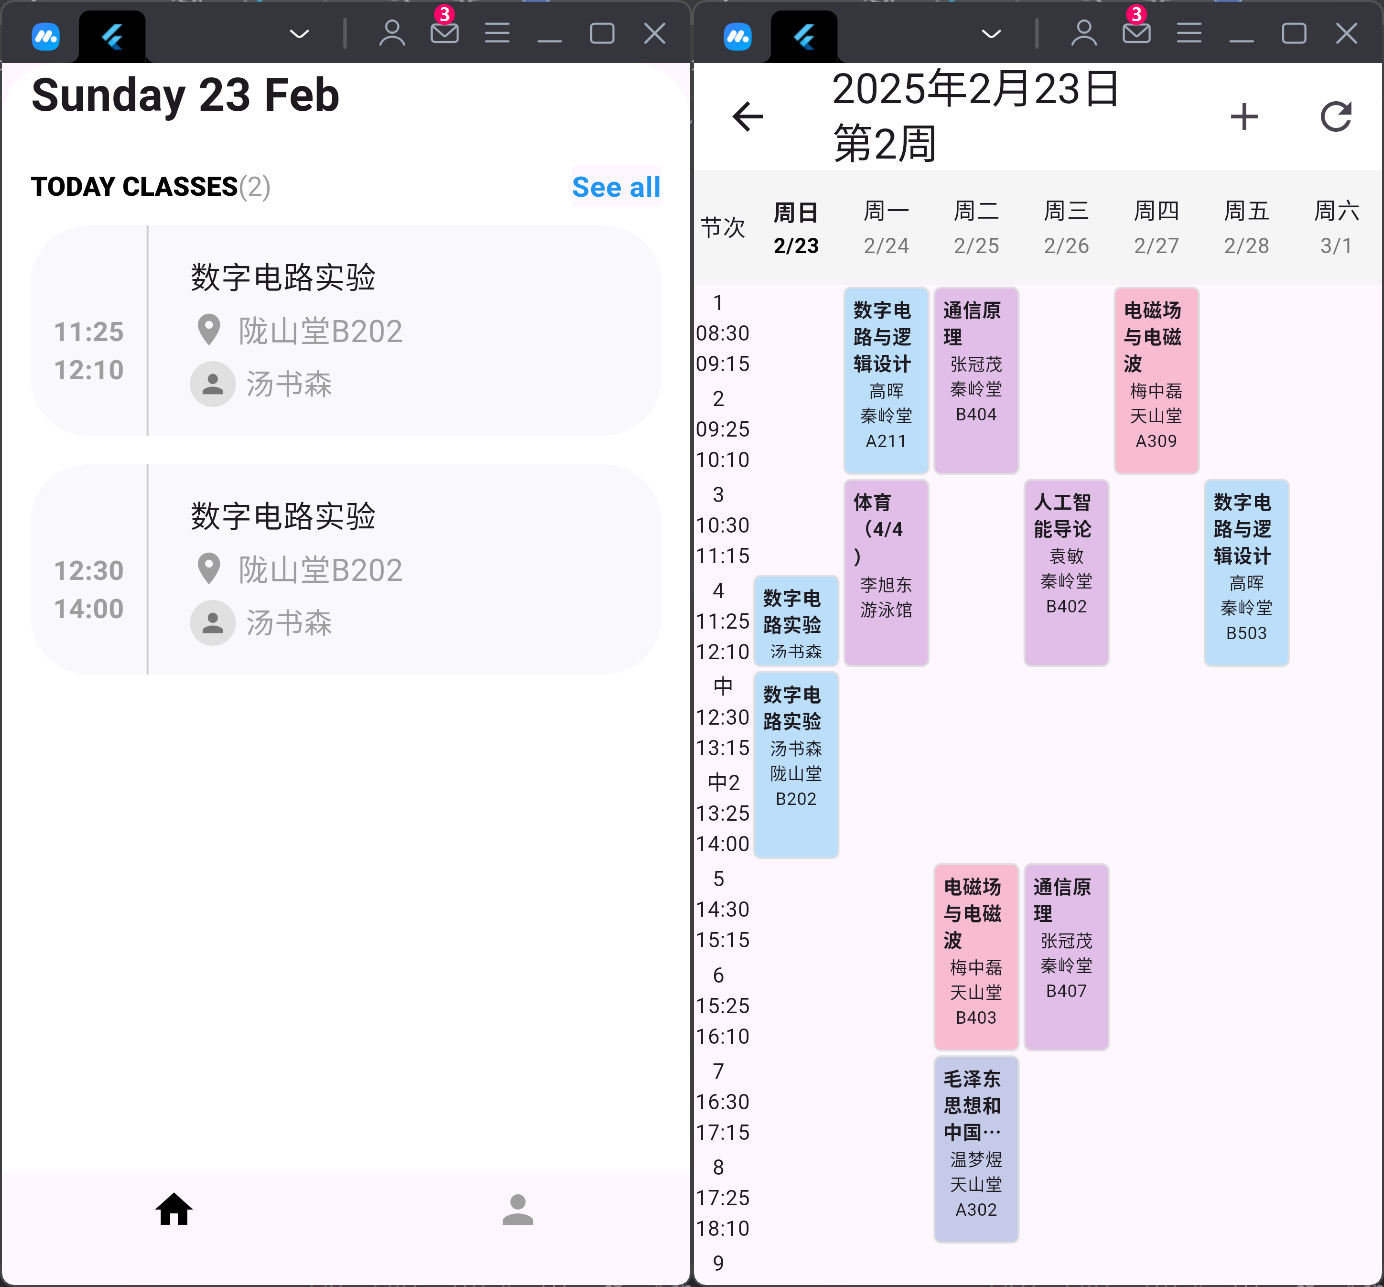 3
Sunday 23 Feb
TODAY CLASSES(2)
See all
数字电路实验
11:25
12:10
陇山堂B202
汤书森
数字电路实验
12:30
14:00
陇山堂B202
汤书森
3
2025年2月23日
第2周
节次
周日
2/23
周一
2/24
周二
2/25
周三
2/26
周四
2/27
周五
2/28
周六
3/1
1
08:30
09:15
2
09:25
10:10
3
10:30
11:15
4
11:25
12:10
中
12:30
13:15
中2
13:25
14:00
5
14:30
15:15
6
15:25
16:10
7
16:30
17:15
8
17:25
18:10
9
数字电
路实验
汤书森
数字电
路实验
汤书森
陇山堂
B202
数字电
路与逻
辑设计
高晖
秦岭堂
A211
体育
（4/4
）
李旭东
游泳馆
通信原
理
张冠茂
秦岭堂
B404
电磁场
与电磁
波
梅中磊
天山堂
B403
毛泽东
思想和
中国…
温梦煜
天山堂
A302
人工智
能导论
袁敏
秦岭堂
B402
通信原
理
张冠茂
秦岭堂
B407
电磁场
与电磁
波
梅中磊
天山堂
A309
数字电
路与逻
辑设计
高晖
秦岭堂
B503